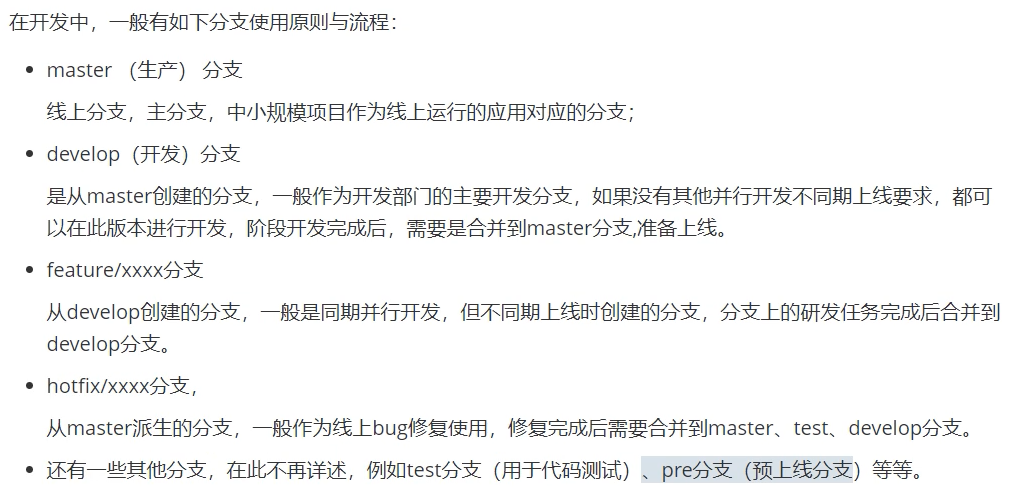 在开发中，一般有如下分支使用原则与流程：
master （生产） 分支
线上分支，主分支，中小规模项目作为线上运行的应用对应的分支；
develop（开发）分支
是从master创建的分支，一般作为开发部门的主要开发分支，如果没有其他并行开发不同期上线要求，都可
以在此版本进行开发，阶段开发完成后，需要是合并到master分支,准备上线。
feature/xxxx分支
从develop创建的分支，一般是同期并行开发，但不同期上线时创建的分支，分支上的研发任务完成后合并到
develop分支。
hotfix/xxxx分支，
从master派生的分支，一般作为线上bug修复使用，修复完成后需要合并到master、test、develop分支。
还有一些其他分支，在此不再详述，例如test分支（用于代码测试）、pre分支（预上线分支）等等。